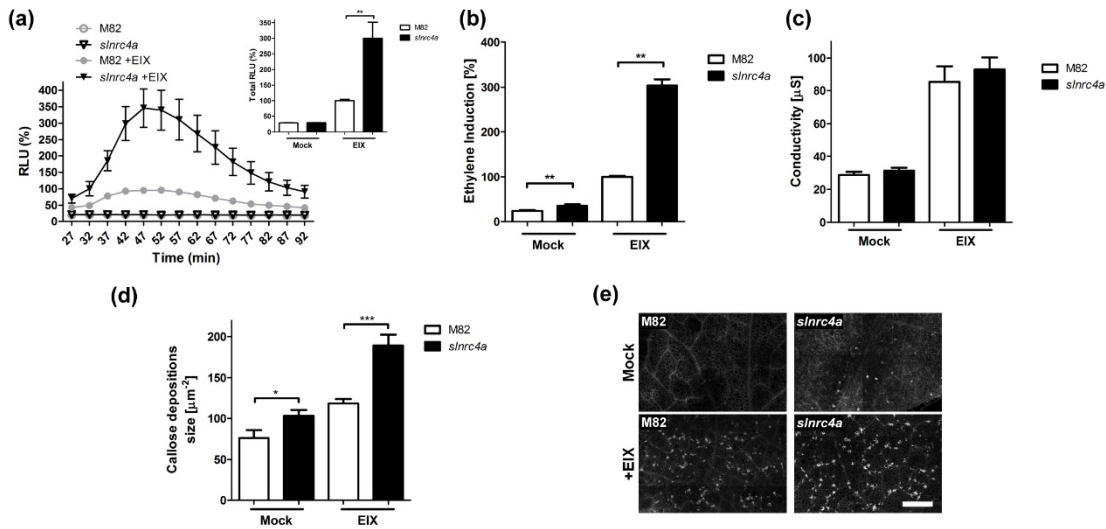 (a)
M82
slnrc4a
M82 +EIX
slnrc4a +EIX
RLU (%)
400
350
300
250
200
150
100
50
0
27 32 37 42 47 52 57 62 67 72 77 82 87 92
Time (min)
Total RLU (%)
350
300
250
200
150
100
50
0
**
Mock EIX
M82
slnrc4a
(b)
Ethylene Induction [%]
400
300
200
100
0
**
**
Mock EIX
M82
slnrc4a
(c)
Conductivity [µS]
120
100
80
60
40
20
0
Mock EIX
M82
slnrc4a
(d)
Callose depositions
size [µm-2]
200
150
100
50
0
*
***
Mock EIX
M82
slnrc4a
(e)
Mock
M82 slnrc4a
+EIX
M82 slnrc4a